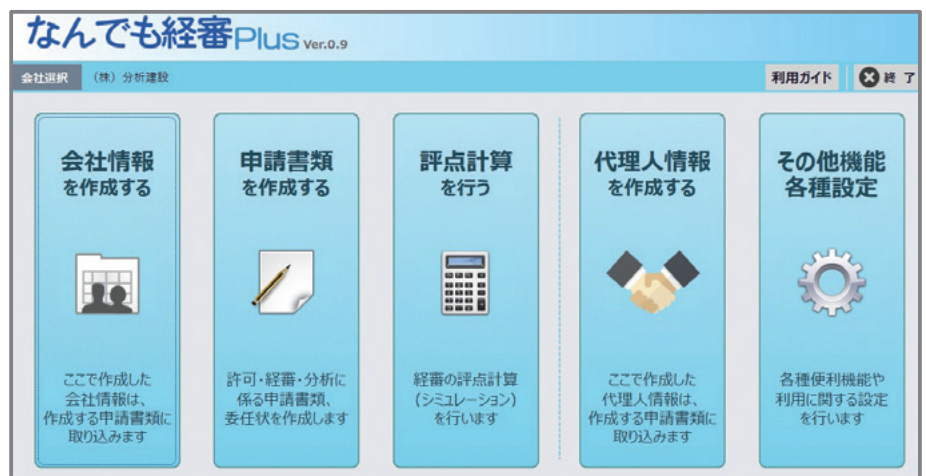 なんでも経審Plus Ver.0.9
会社選択 （株）分析建設 利用ガイド 終 了
会社情報
を作成する
ここで作成した
会社情報は、
作成する申請書類に
取り込みます
申請書類
を作成する
許可・経審・分析に
係る申請書類、
委任状を作成します
評点計算
を行う
経審の評点計算
(シミュレーション)
を行います
代理人情報
を作成する
ここで作成した
代理人情報は、
作成する申請書類に
取り込みます
その他機能
各種設定
各種便利機能や
利用に関する設定
を行います